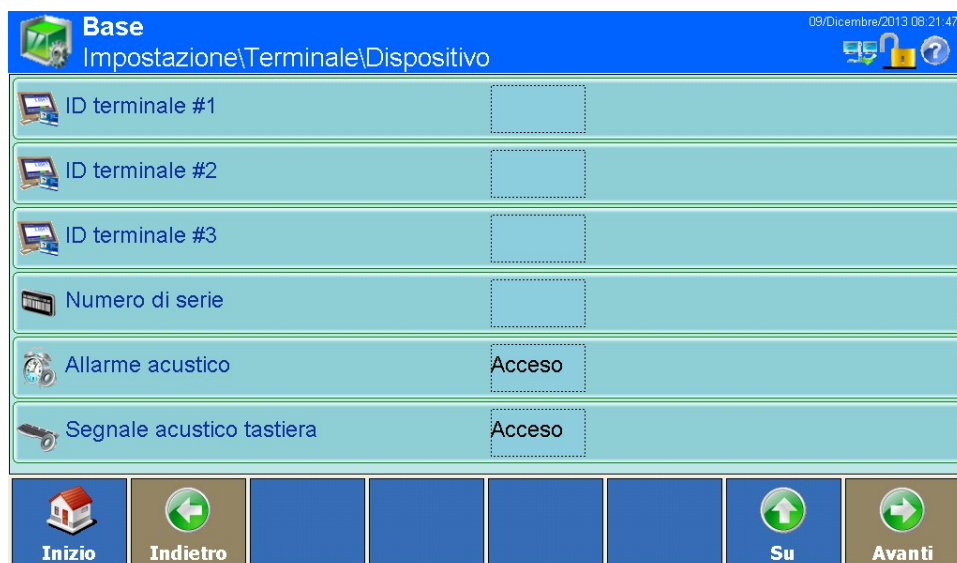 Base
09/Dicembre/2013 08:21:47
Impostazione\Terminale\Dispositivo
ID terminale #1
ID terminale #2
ID terminale #3
Numero di serie
Allarme acustico Acceso
Segnale acustico tastiera Acceso
Inizio Indietro Su Avanti